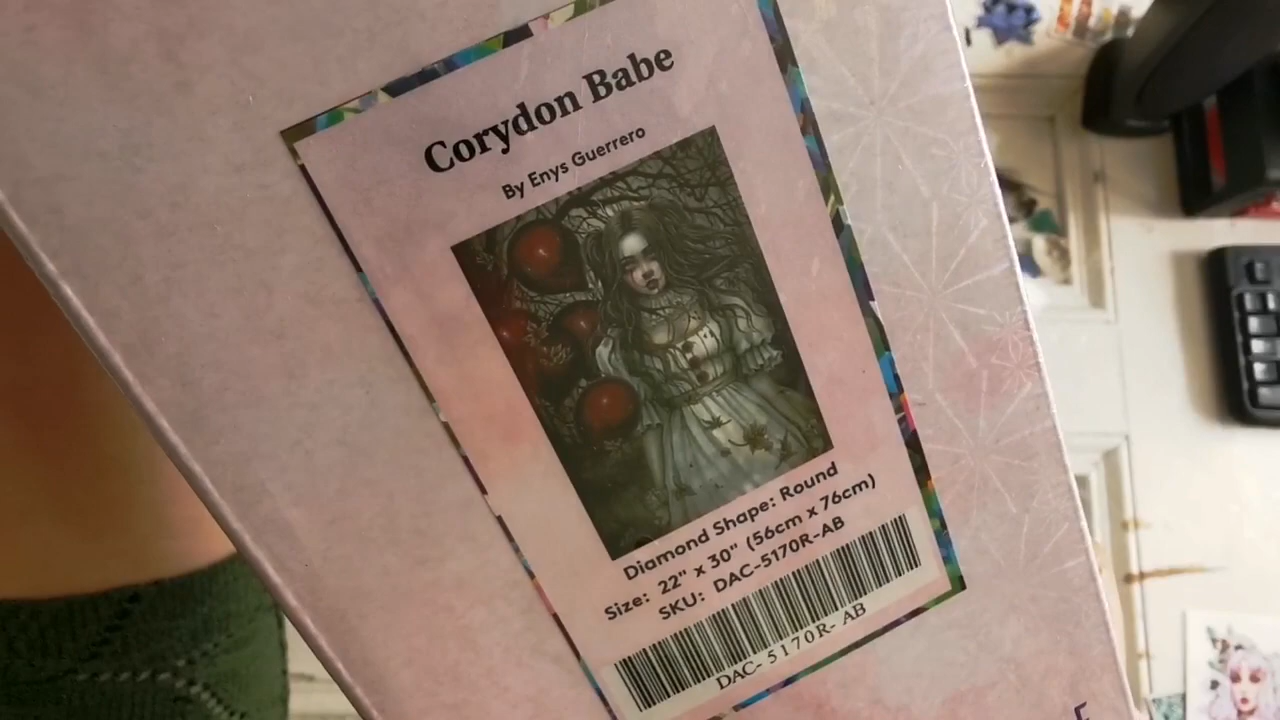 Corydon Babe
By Enys Guerrero
Diamond Shape: Round
Size: 22" x 30" (56cm x 76cm)
SKU: DAC-5170R-AB
DAC- 5170R- AB